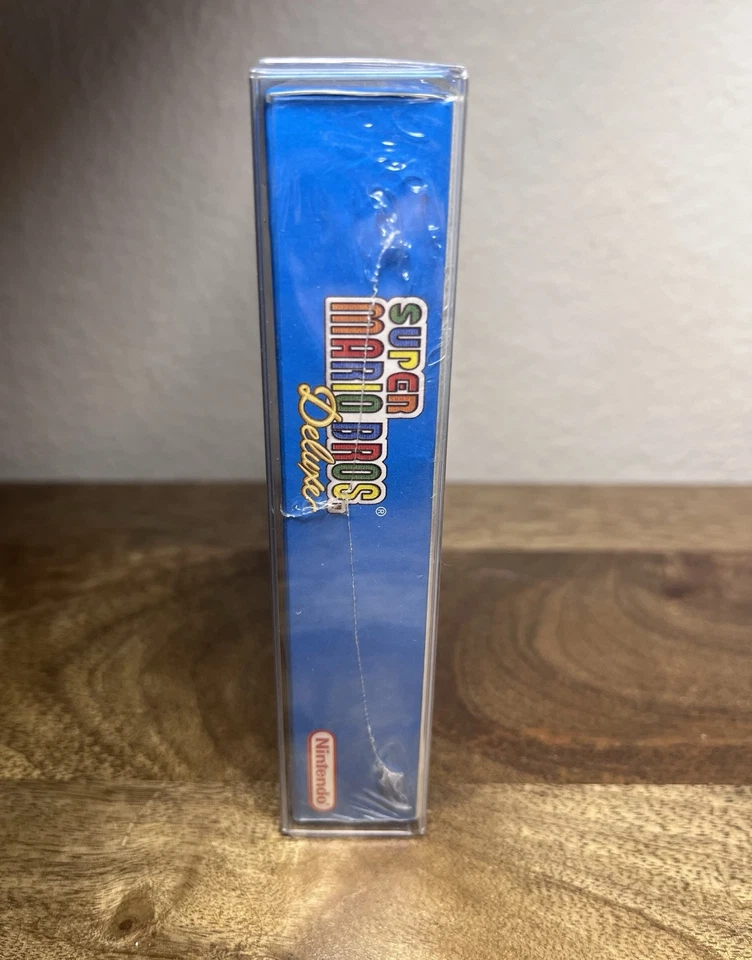 SUPER
MARIO BROS.
®
Deluxe
Nintendo